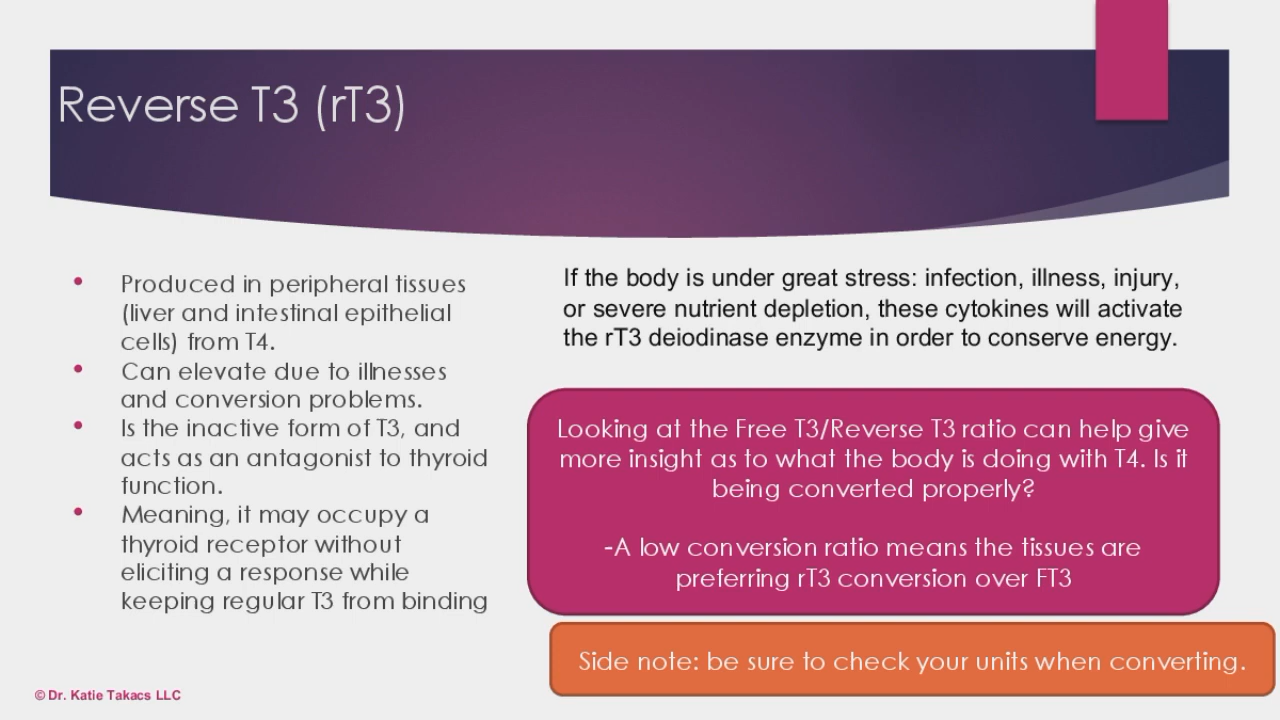 Reverse T3 (rT3)
• Produced in peripheral tissues
(liver and intestinal epithelial
cells) from T4.
• Can elevate due to illnesses
and conversion problems.
• Is the inactive form of T3, and
acts as an antagonist to thyroid
function.
• Meaning, it may occupy a
thyroid receptor without
eliciting a response while
keeping regular T3 from binding
If the body is under great stress: infection, illness, injury,
or severe nutrient depletion, these cytokines will activate
the rT3 deiodinase enzyme in order to conserve energy.
Looking at the Free T3/Reverse T3 ratio can help give
more insight as to what the body is doing with T4. Is it
being converted properly?
-A low conversion ratio means the tissues are
preferring rT3 conversion over FT3
Side note: be sure to check your units when converting.
© Dr. Katie Takacs LLC